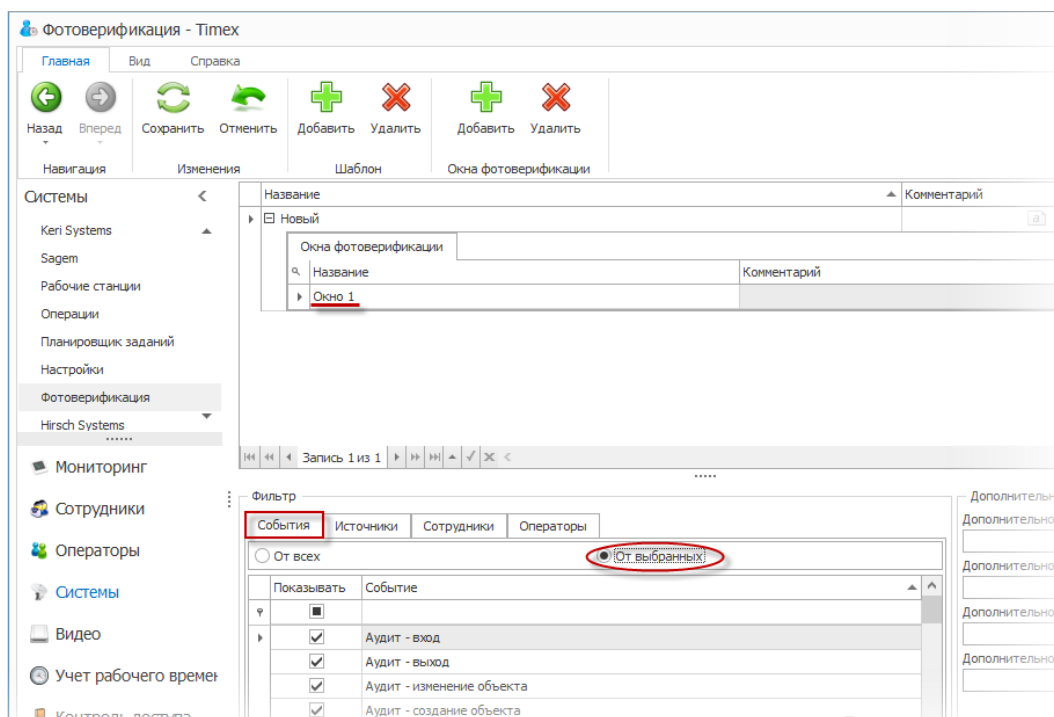 Фотоверификация - Timex
Главная Вид Справка
Назад Вперед Сохранить Отменить Добавить Удалить Добавить Удалить
Навигация Изменения Шаблон Окна фотоверификации
Системы
Keri Systems
Sagem
Рабочие станции
Операции
Планировщик заданий
Настройки
Фотоверификация
Hirsch Systems
Мониторинг
Сотрудники
Операторы
Системы
Видео
Учет рабочего времен
Контроль доступа
Название Комментарий
Новый
Окна фотоверификации
Название Комментарий
Окно 1
Запись 1 из 1
Фильтр
События Источники Сотрудники Операторы
От всех От выбранных
Показывать Событие
Аудит - вход
Аудит - выход
Аудит - изменение объекта
Аудит - создание объекта
Дополнительн
Дополнительно
Дополнительно
Дополнительно
Дополнительно